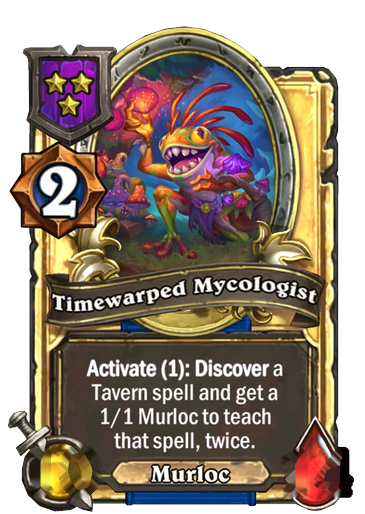 2
Timewarped Mycologist
Activate (1): Discover a
Tavern spell and get a
1/1 Murloc to teach
that spell, twice.
Murloc